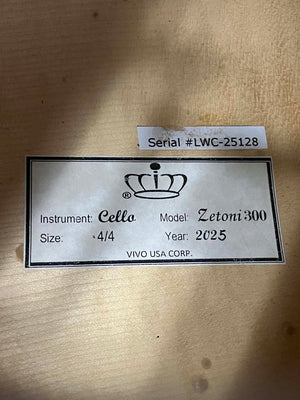 Serial #LWC-25128
®
Instrument: Cello Model: Zetoni 300
Size: 4/4 Year: 2025
VIVO USA CORP.